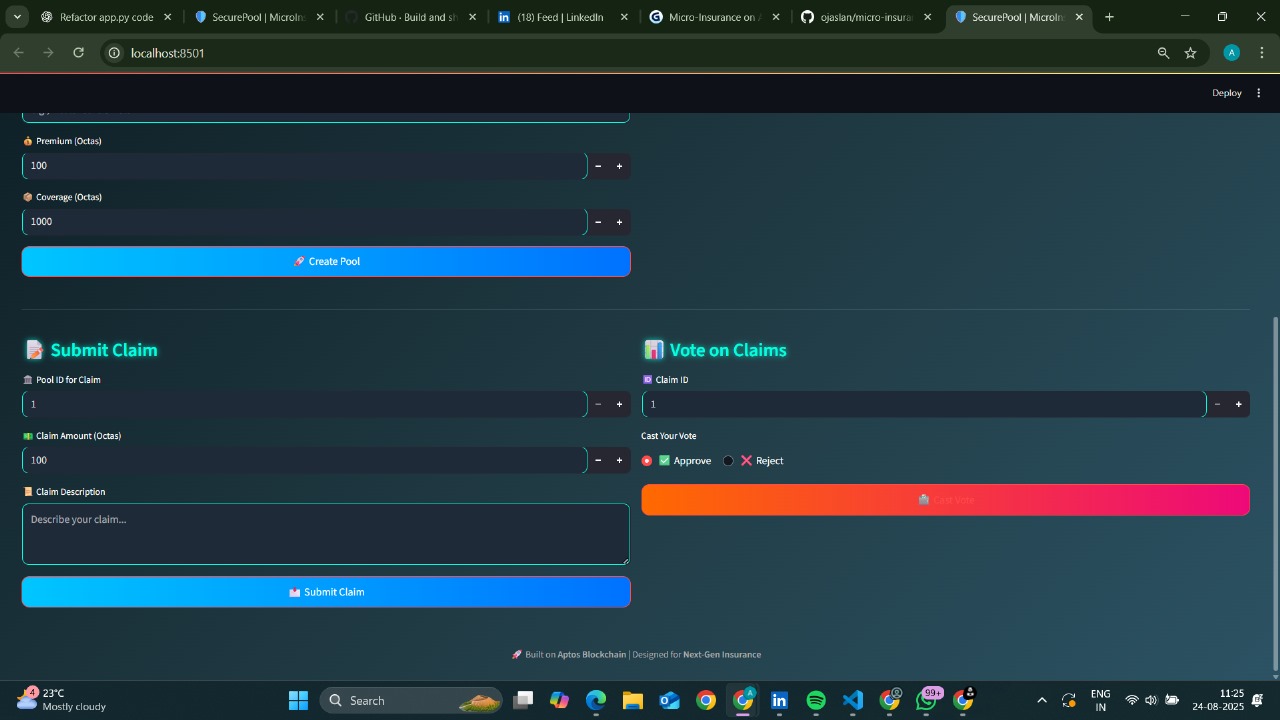 Refactor app.py code
SecurePool | MicroIns
GitHub · Build and sh
(18) Feed | LinkedIn
Micro-Insurance on A
ojaslan/micro-insura
SecurePool | MicroIn
localhost:8501
A
Deploy
💰 Premium (Octas)
100
📦 Coverage (Octas)
1000
🚀 Create Pool
📝 Submit Claim
📊 Vote on Claims
🏛️ Pool ID for Claim
🆔 Claim ID
1
1
💵 Claim Amount (Octas)
Cast Your Vote
100
✅ Approve
❌ Reject
📜 Claim Description
Describe your claim...
🗳️ Cast Vote
📩 Submit Claim
🚀 Built on Aptos Blockchain | Designed for Next-Gen Insurance
4
23°C
Mostly cloudy
Search
A
99+
ENG
IN
11:25
24-08-2025